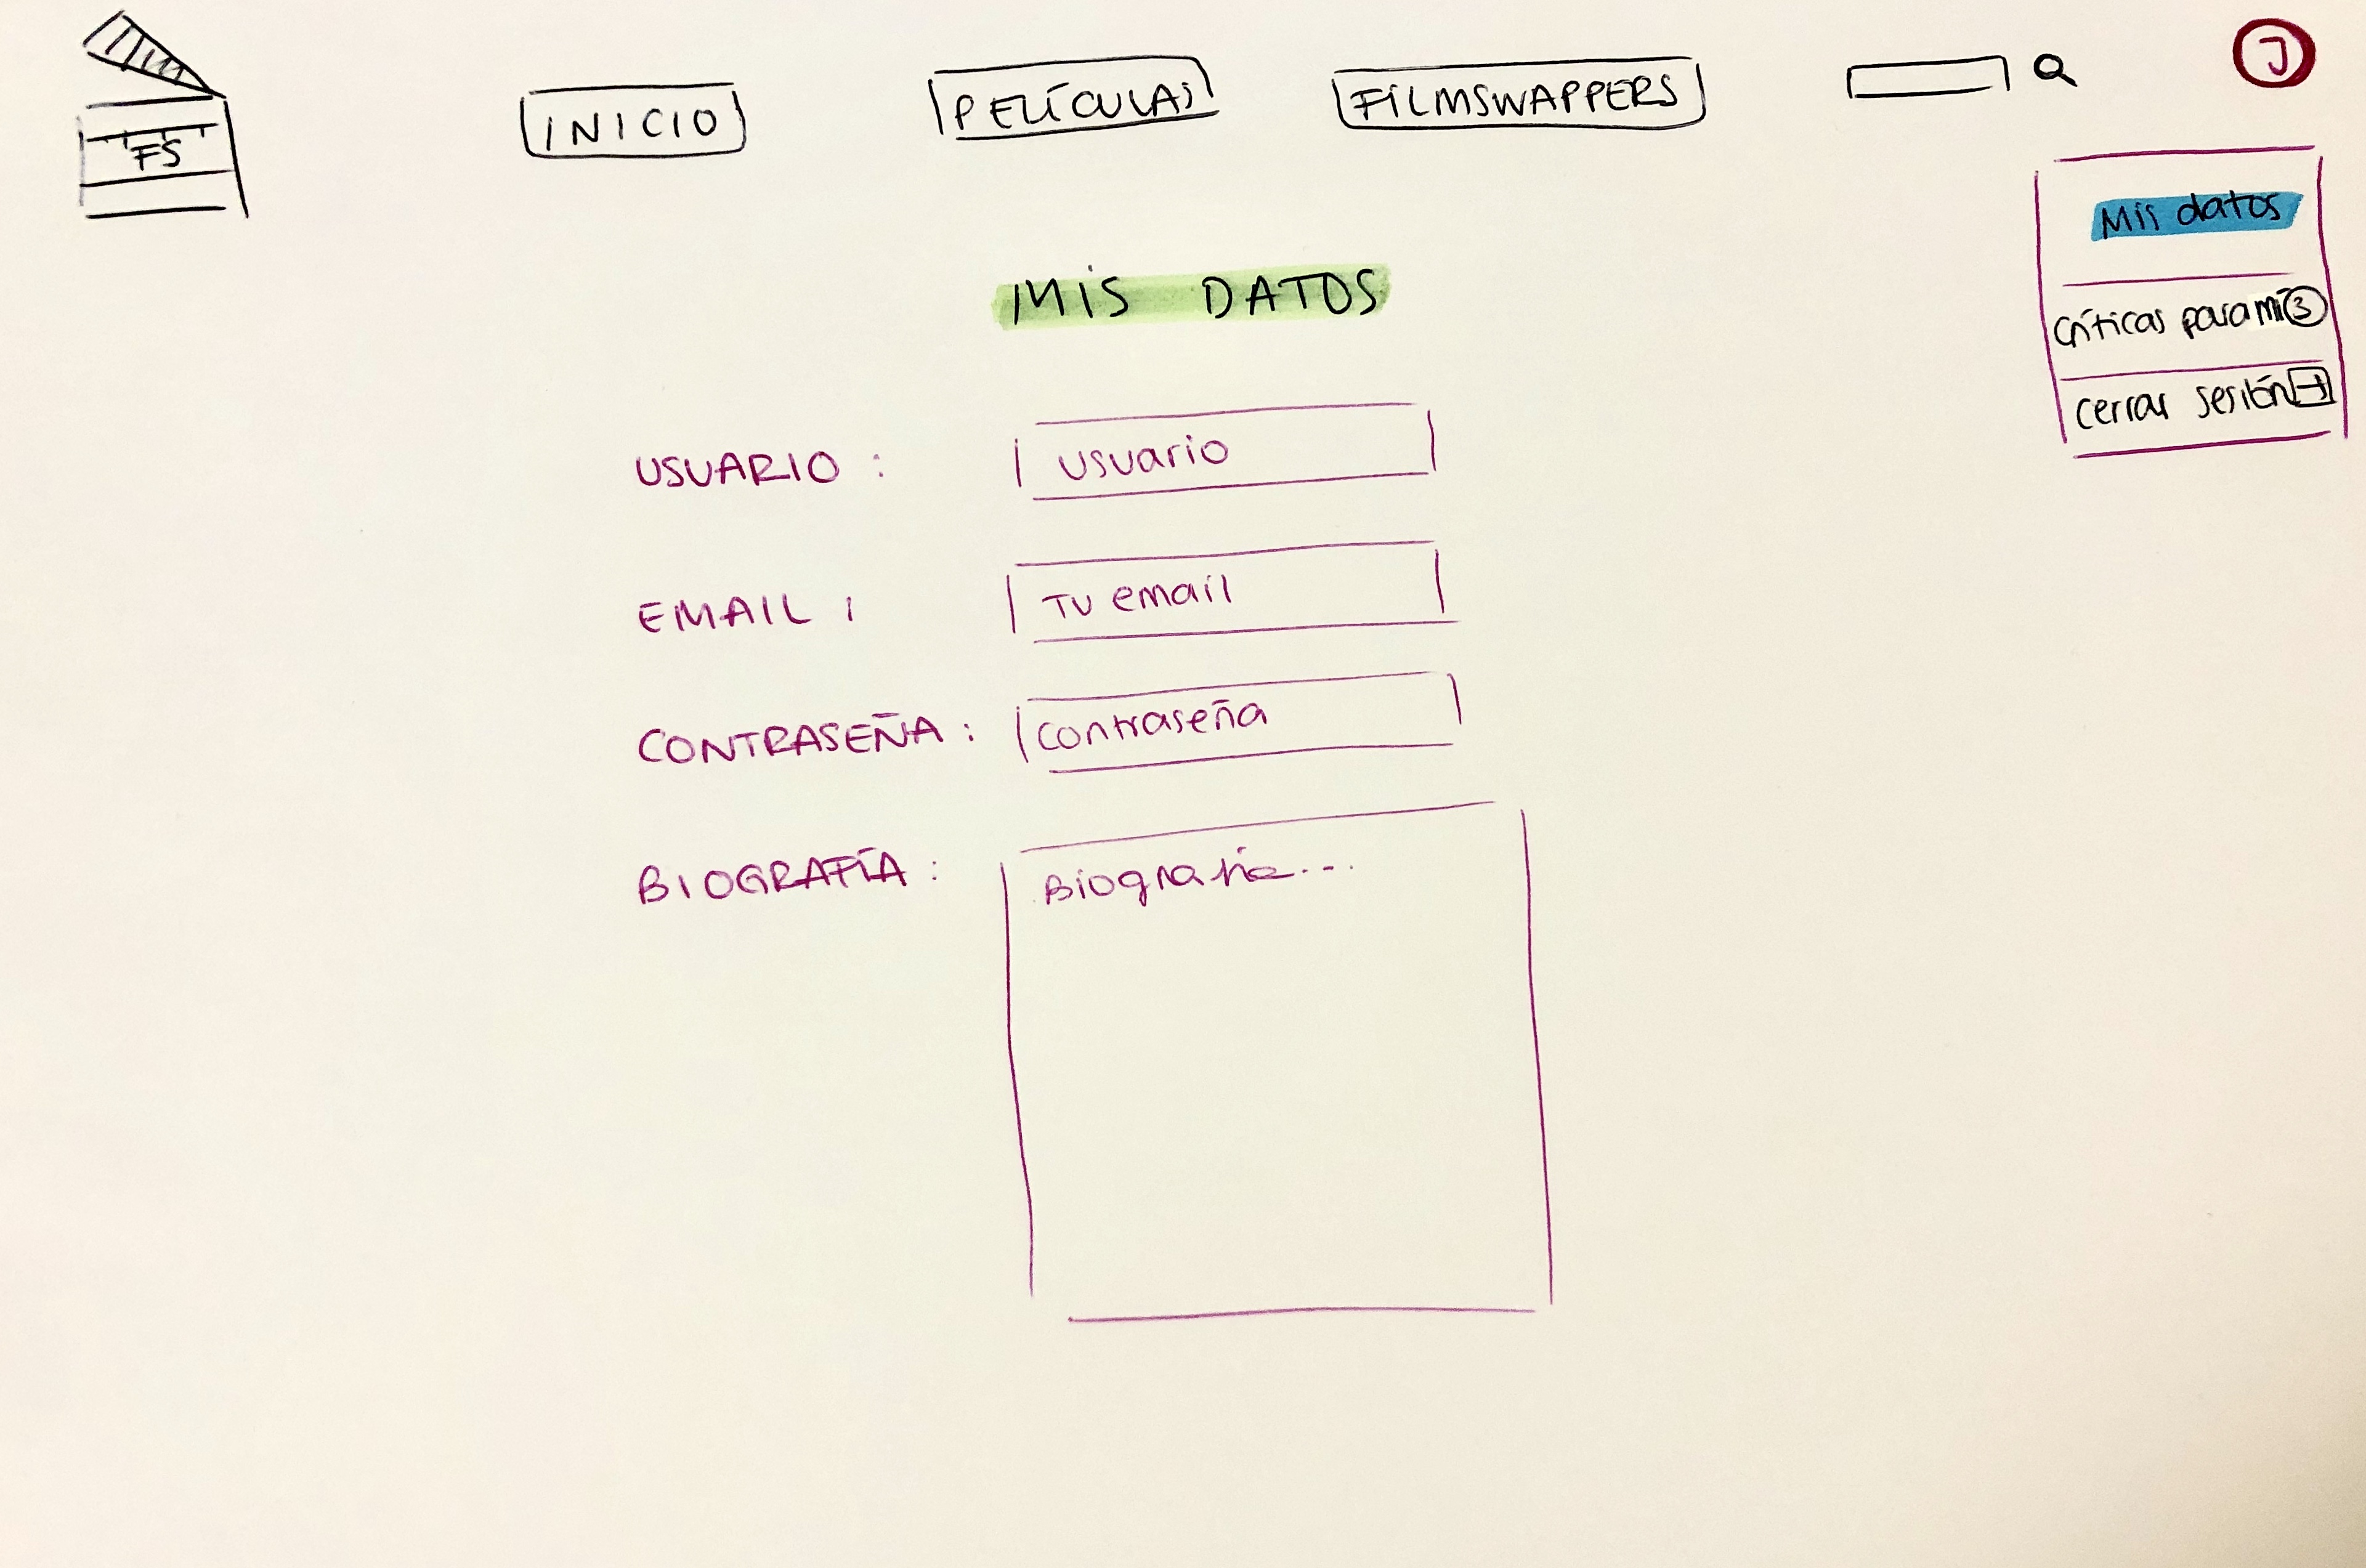 FS
INICIO
PELÍCULAS
FILMSWAPPERS
J
Mis datos
Críticas para mí 3
Cerrar sesión
MIS DATOS
USUARIO : usuario
EMAIL : Tu email
CONTRASEÑA : contraseña
BIOGRAFÍA : Biografía...